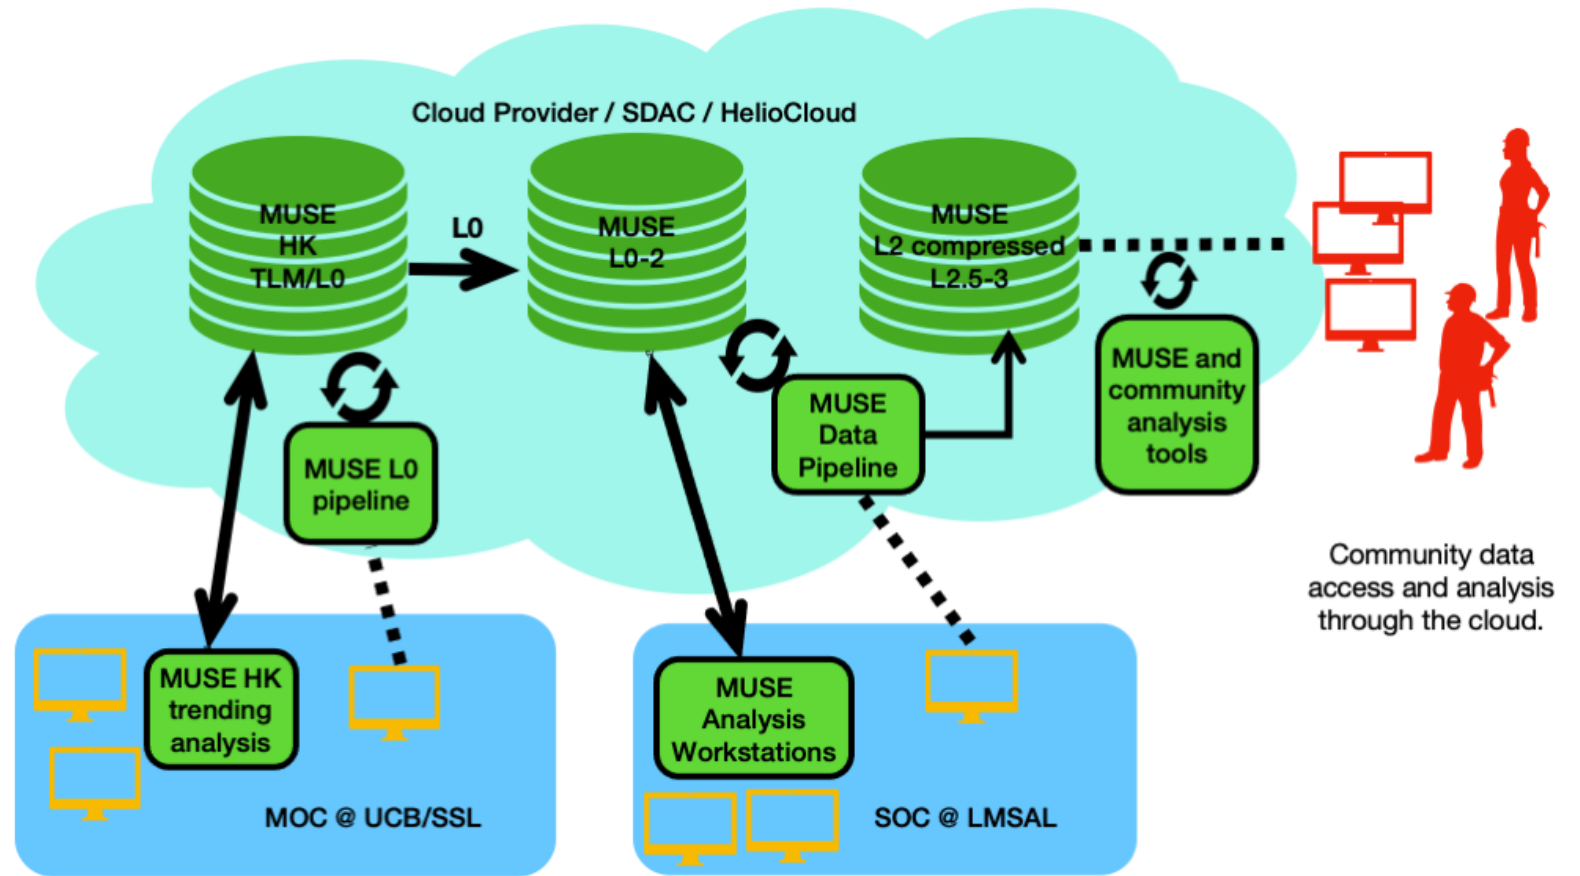 Cloud Provider / SDAC / HelioCloud
MUSE
HK
TLM/L0
L0
MUSE
L0-2
MUSE
L2 compressed
L2.5-3
MUSE L0
pipeline
MUSE
Data
Pipeline
MUSE and
community
analysis
tools
Community data
access and analysis
through the cloud.
MUSE HK
trending
analysis
MOC @ UCB/SSL
MUSE
Analysis
Workstations
SOC @ LMSAL